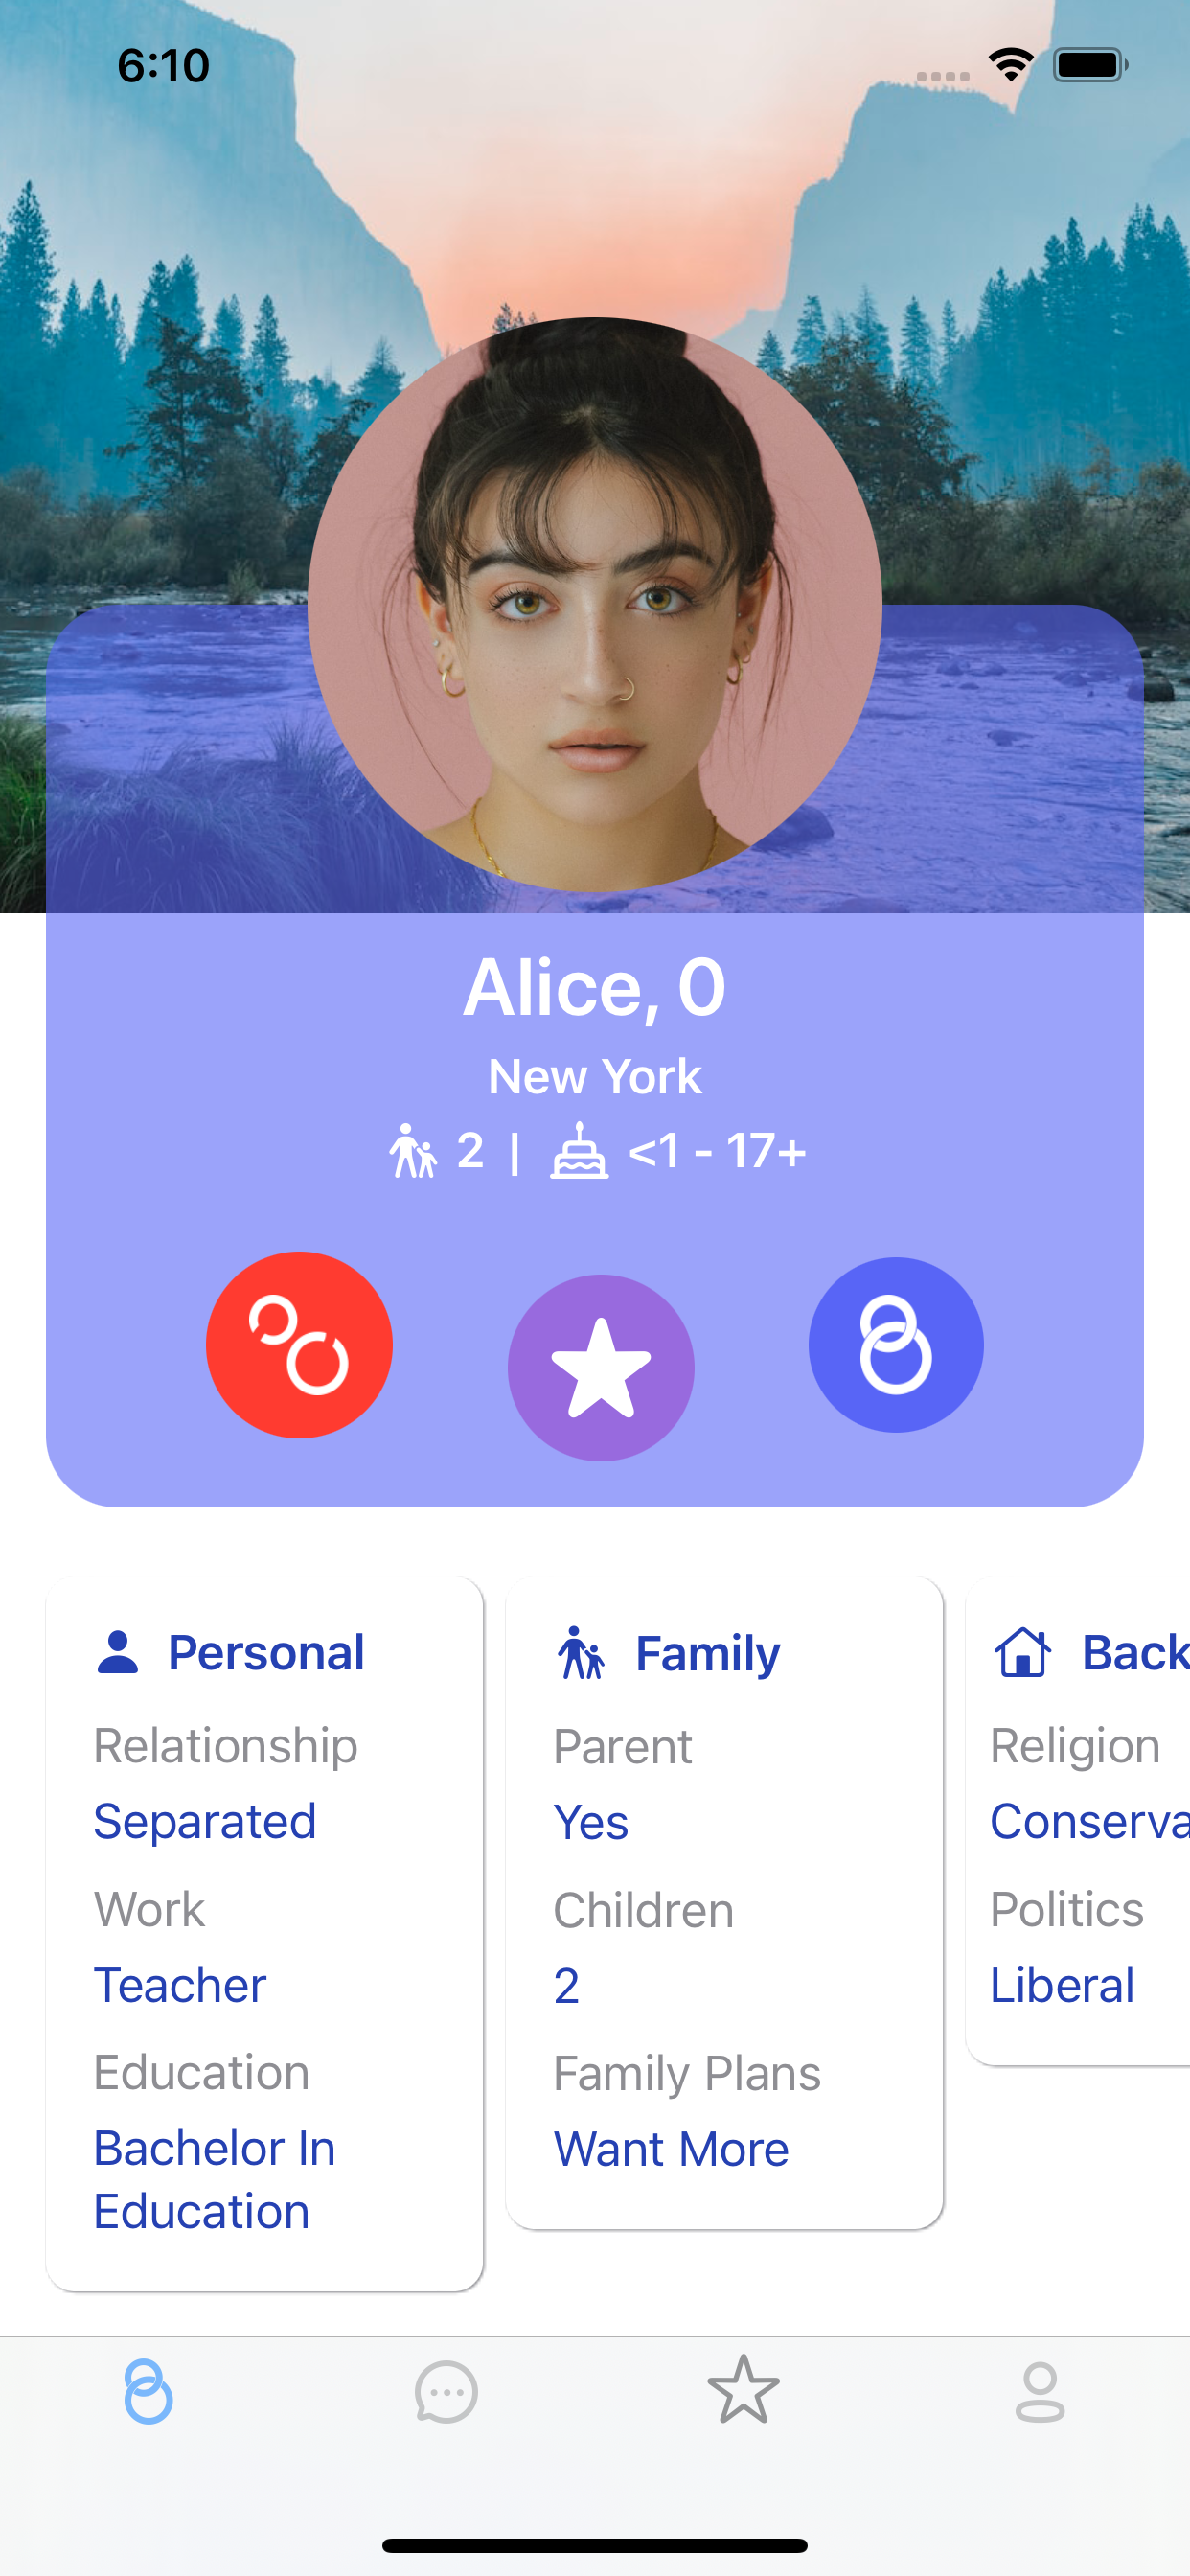 6:10
Alice, 0
New York
2 | <1 - 17+
Personal
Relationship
Separated
Work
Teacher
Education
Bachelor In
Education
Family
Parent
Yes
Children
2
Family Plans
Want More
Back
Religion
Conserva
Politics
Liberal